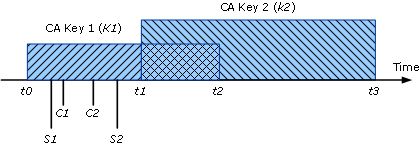 CA Key 2 (k2)
CA Key 1 (K1)
Time
t0
t1
t2
t3
C1
C2
S1
S2